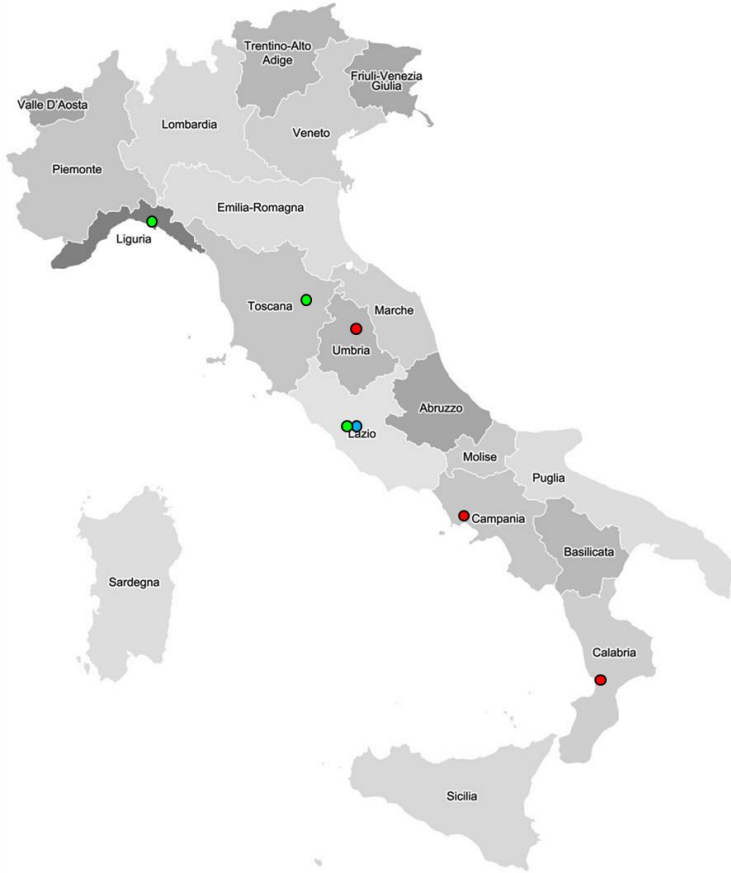 Trentino-Alto
Adige
Friuli-Venezia
Giulia
Valle D'Aosta
Lombardia
Veneto
Piemonte
Emilia-Romagna
Liguria
Toscana
Marche
Umbria
Abruzzo
Lazio
Molise
Puglia
Campania
Basilicata
Sardegna
Calabria
Sicilia